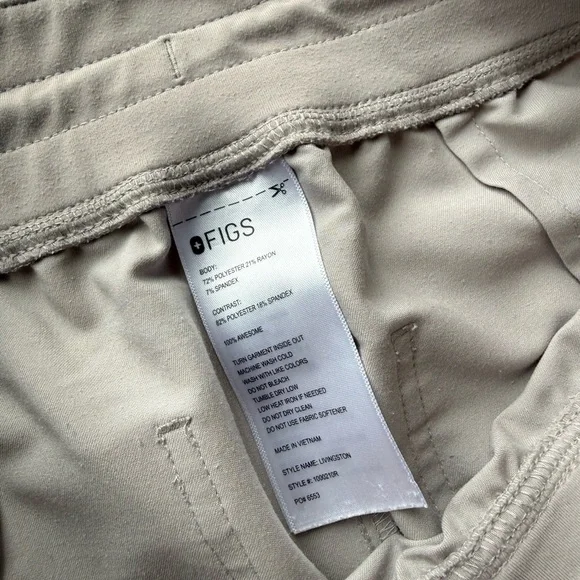 FIGS
BODY:
72% POLYESTER 21% RAYON
7% SPANDEX
CONTRAST:
82% POLYESTER 18% SPANDEX
100% AWESOME
TURN GARMENT INSIDE OUT
MACHINE WASH COLD
WASH WITH LIKE COLORS
DO NOT BLEACH
TUMBLE DRY LOW
LOW HEAT IRON IF NEEDED
DO NOT DRY CLEAN
DO NOT USE FABRIC SOFTENER
MADE IN VIETNAM
STYLE NAME: LIVINGSTON
STYLE #: 1000210R
PO# 6553